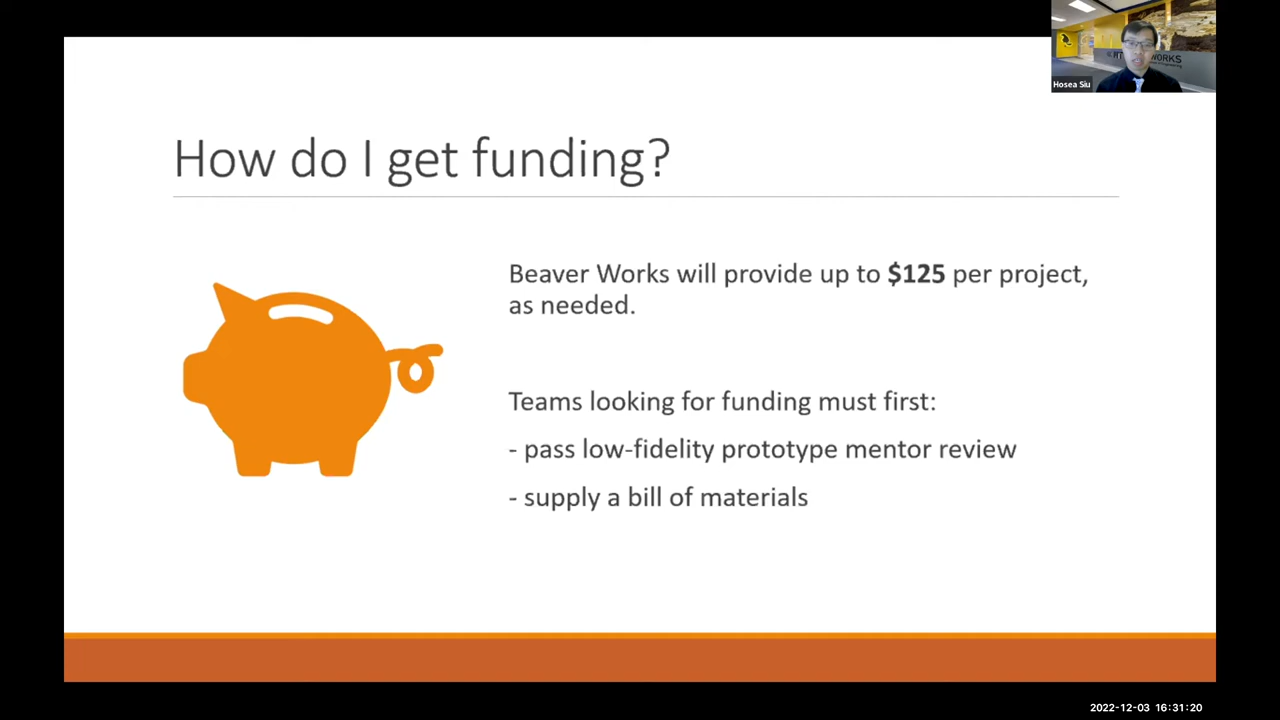 Hosea Siu
How do I get funding?
Beaver Works will provide up to $125 per project,
as needed.
Teams looking for funding must first:
- pass low-fidelity prototype mentor review
- supply a bill of materials
2022-12-03 16:31:20